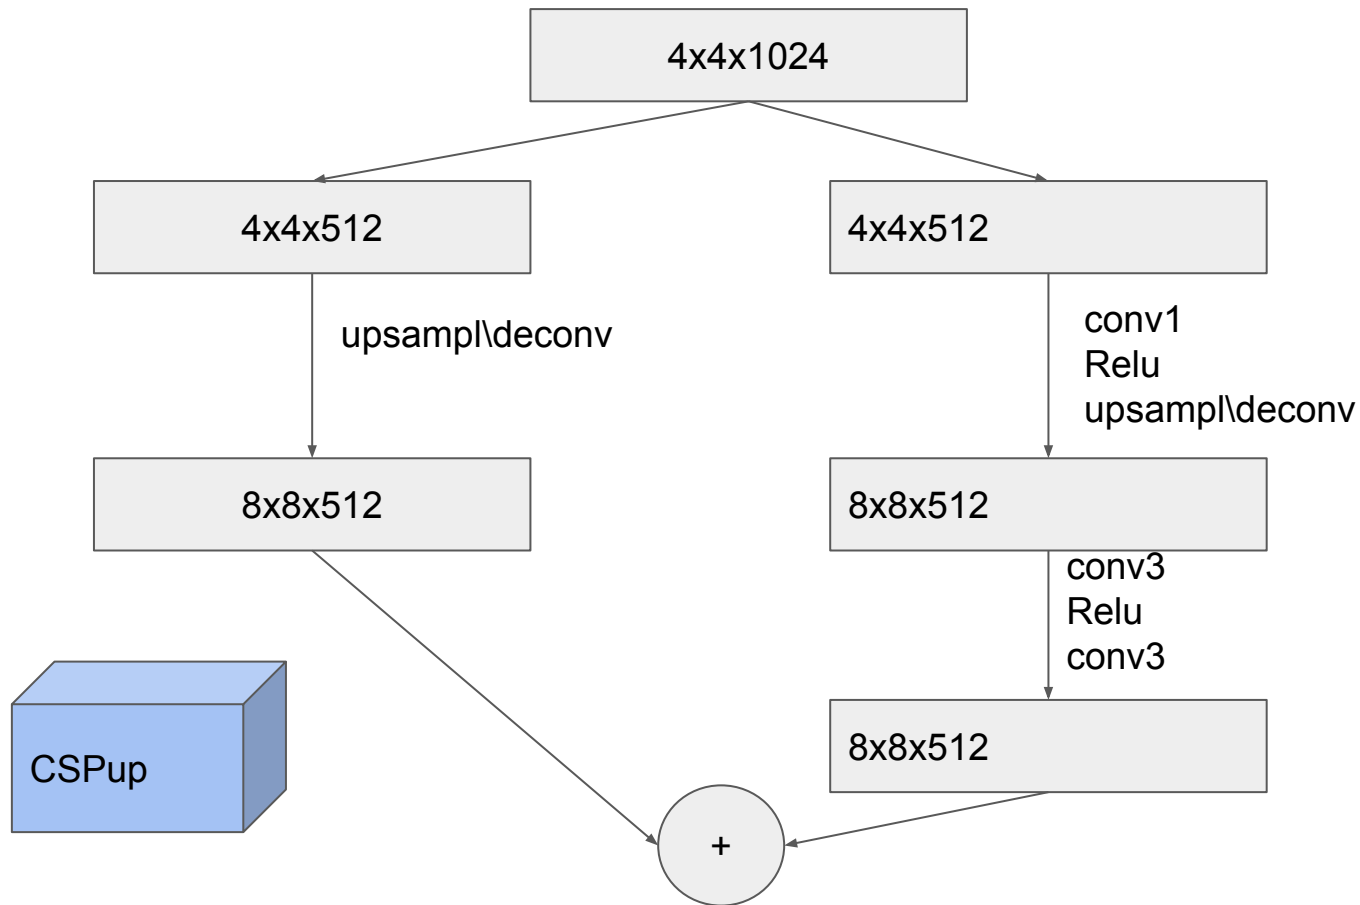 4x4x1024
4x4x512
4x4x512
upsampl\deconv
conv1
Relu
upsampl\deconv
8x8x512
8x8x512
conv3
Relu
conv3
8x8x512
CSPup
+